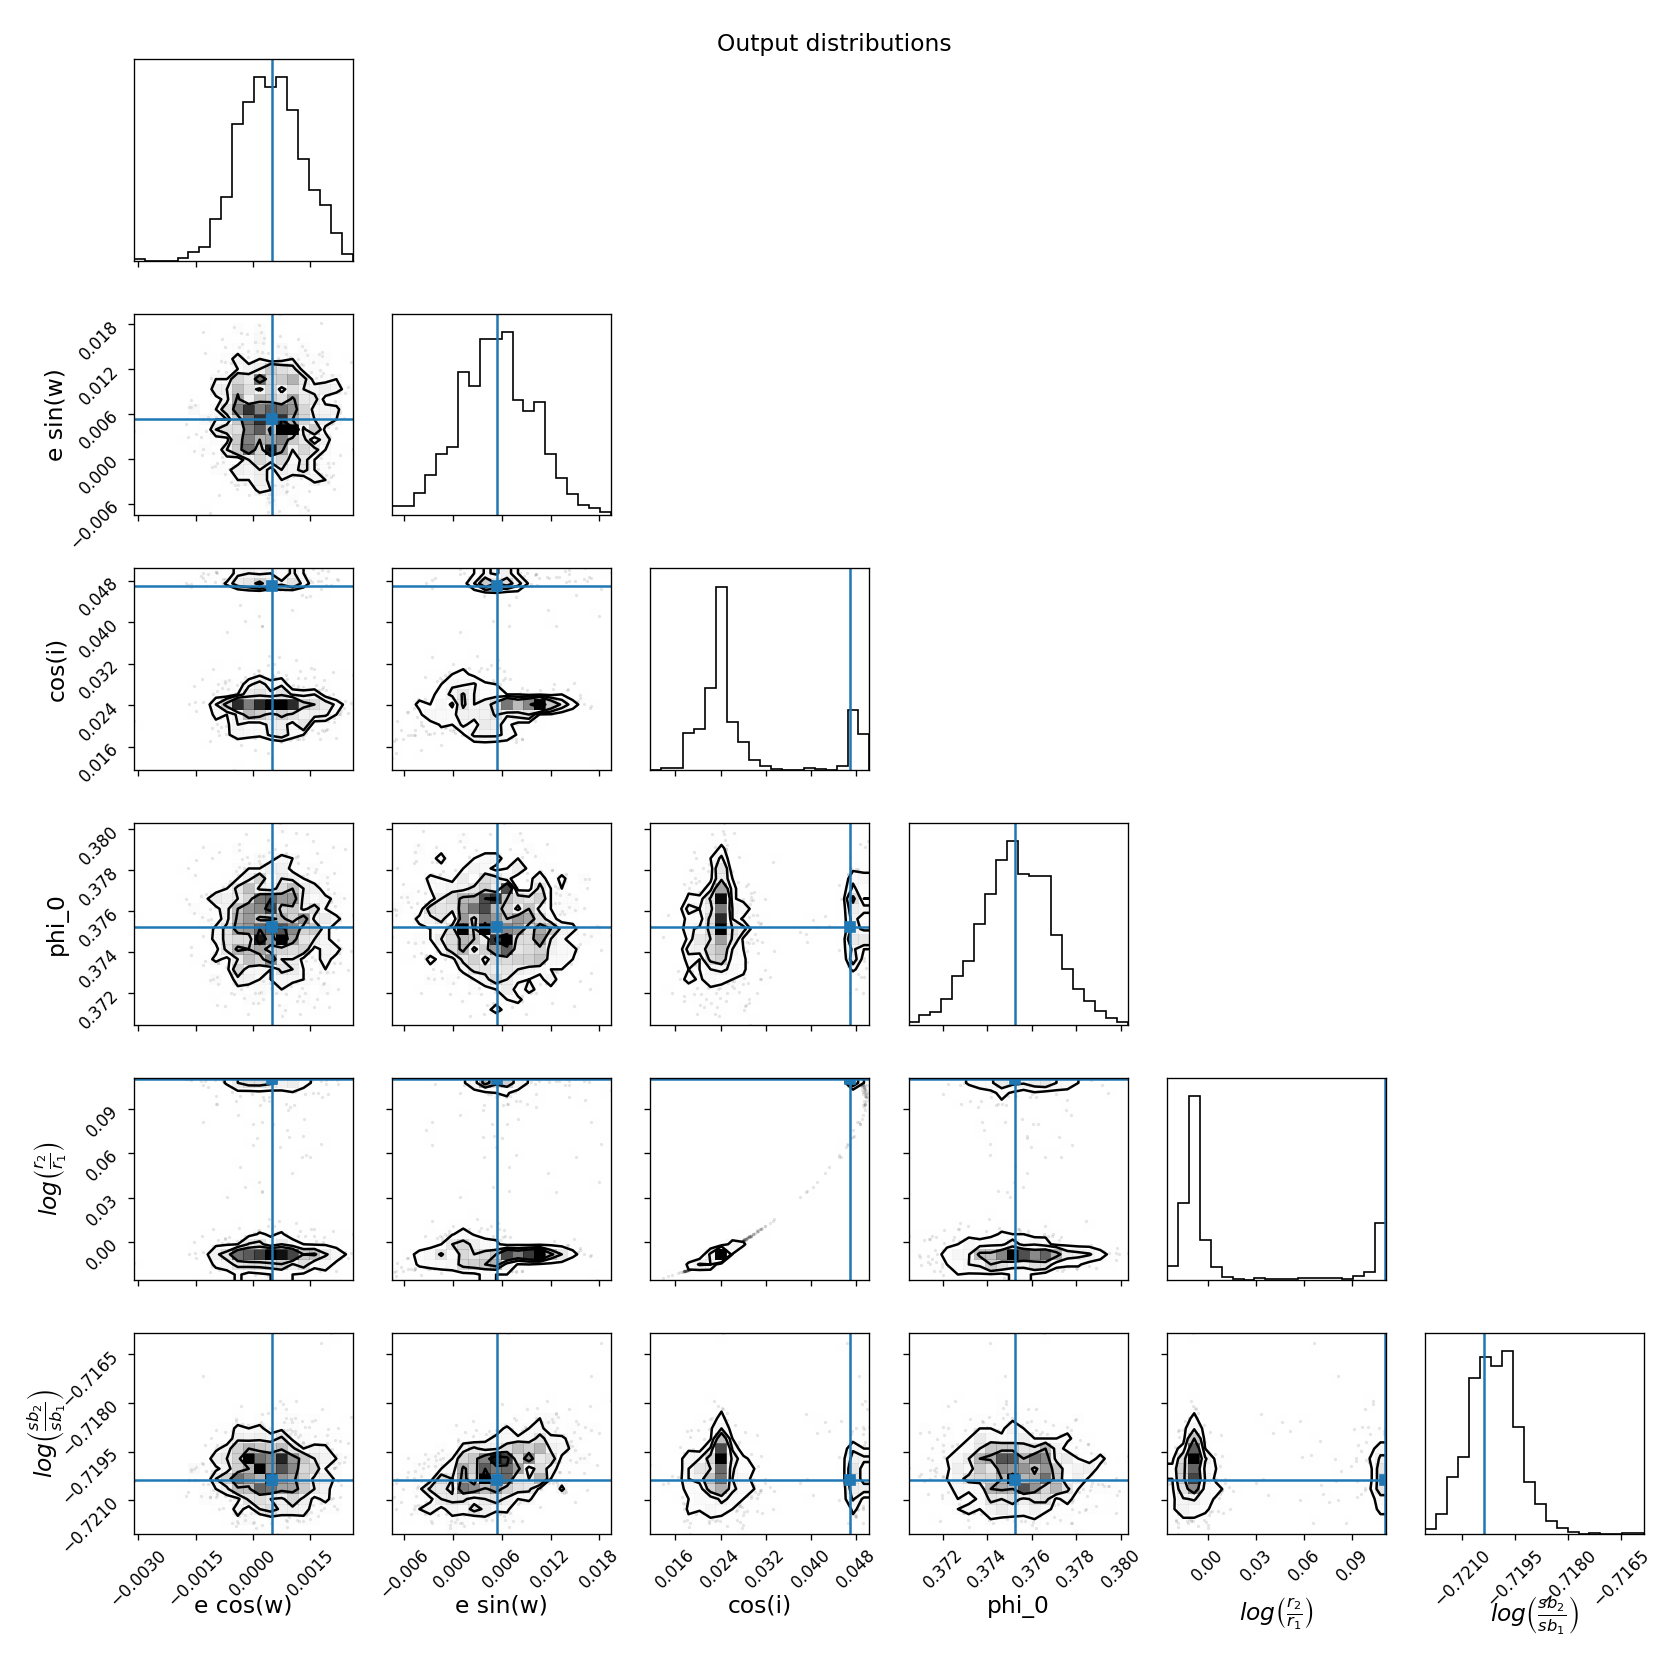 Output distributions
e sin(w)
0.018
0.012
0.006
0.000
−0.006
cos(i)
0.048
0.040
0.032
0.024
0.016
phi_0
0.380
0.378
0.376
0.374
0.372
log(r₂/r₁)
0.09
0.06
0.03
0.00
log(sb₂/sb₁)
−0.7165
−0.7180
−0.7195
−0.7210
−0.0030 −0.0015 0.0000 0.0015
e cos(w)
−0.006 0.000 0.006 0.012 0.018
e sin(w)
0.016 0.024 0.032 0.040 0.048
cos(i)
0.372 0.374 0.376 0.378 0.380
phi_0
0.00 0.03 0.06 0.09
log(r₂/r₁)
−0.7210 −0.7195 −0.7180 −0.7165
log(sb₂/sb₁)